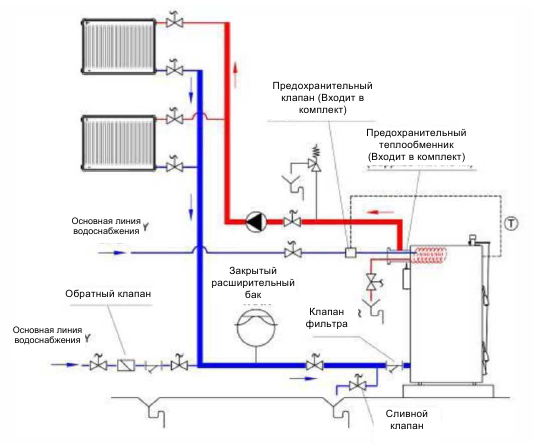 Предохранительный
клапан (Входит в
комплект)
Предохранительный
теплообменник
(Входит в комплект)
T
Основная линия
водоснабжения
Закрытый
расширительный
бак
Обратный клапан
Клапан
фильтра
Основная линия
водоснабжения
Сливной
клапан